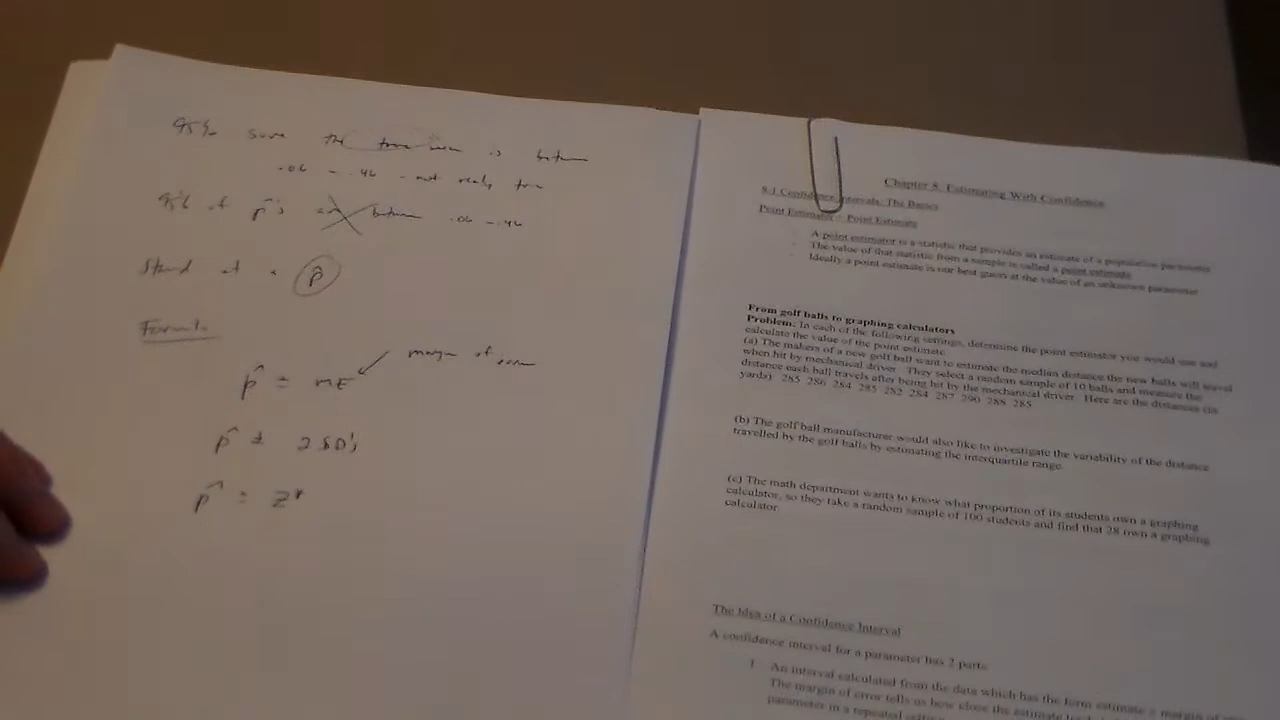 95% sure the true mean is between
.06 - .46 - not really true
95% of p̂'s are between .06 - .46
Stand at a p̂
Formula
p̂ ± ME margin of error
p̂ ± 2 SD's
p̂ ± z*
Chapter 8. Estimating With Confidence
8.1 Confidence Intervals: The Basics
Point Estimator - Point Estimate
A point estimator is a statistic that provides an estimate of a population parameter
The value of that statistic from a sample is called a point estimate
Ideally a point estimate is our best guess at the value of an unknown parameter
From golf balls to graphing calculators
Problem: In each of the following settings, determine the point estimator you would use and
calculate the value of the point estimate.
(a) The makers of a new golf ball want to estimate the median distance the new balls will travel
when hit by mechanical driver. They select a random sample of 10 balls and measure the
distance each ball travels after being hit by the mechanical driver. Here are the distances (in
yards): 285 286 284 285 282 284 287 290 288 285
(b) The golf ball manufacturer would also like to investigate the variability of the distance
travelled by the golf balls by estimating the interquartile range.
(c) The math department wants to know what proportion of its students own a graphing
calculator, so they take a random sample of 100 students and find that 28 own a graphing
calculator.
The Idea of a Confidence Interval
A confidence interval for a parameter has 2 parts
1 An interval calculated from the data which has the form estimate ± margin of
The margin of error tells us how close the estimate
parameter in a repeated